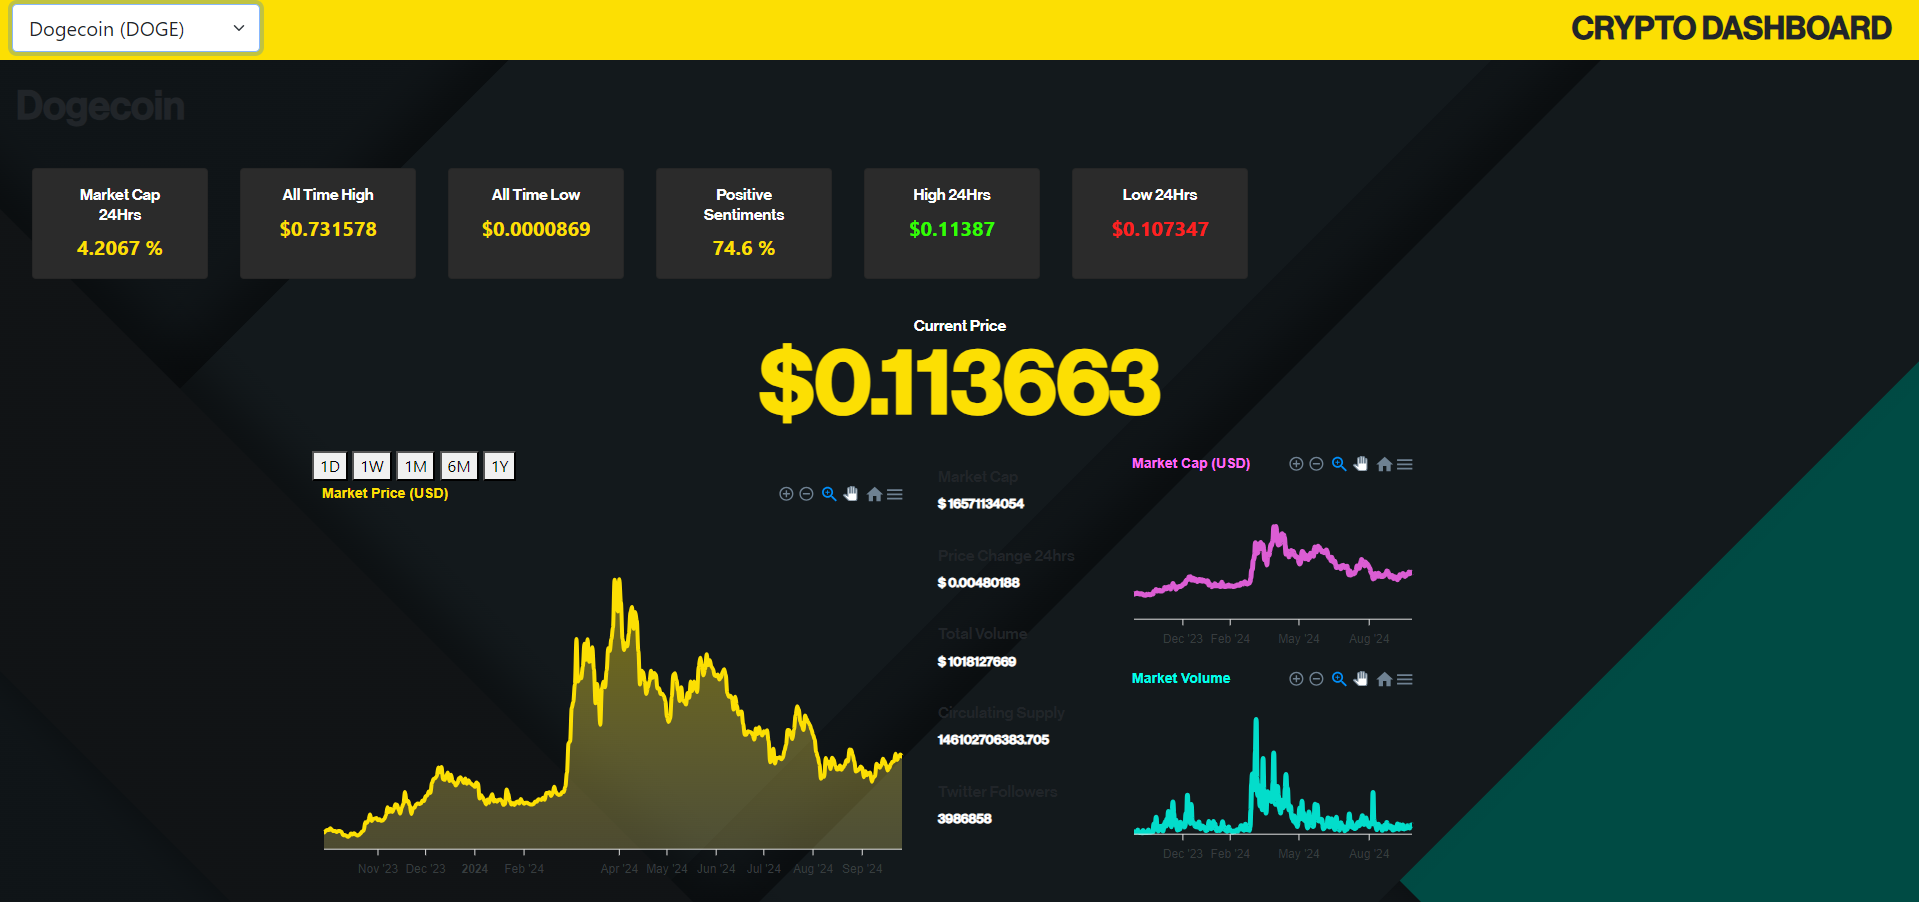 Dogecoin (DOGE)
CRYPTO DASHBOARD
Dogecoin
Market Cap
24Hrs
4.2067 %
All Time High
$0.731578
All Time Low
$0.0000869
Positive
Sentiments
74.6 %
High 24Hrs
$0.11387
Low 24Hrs
$0.107347
Current Price
$0.113663
1D 1W 1M 6M 1Y
Market Price (USD)
Nov '23 Dec '23 2024 Feb '24 Apr '24 May '24 Jun '24 Jul '24 Aug '24 Sep '24
Market Cap
$ 16571134054
Price Change 24hrs
$ 0.00480188
Total Volume
$ 1018127669
Circulating Supply
146102706383.705
Twitter Followers
3986858
Market Cap (USD)
Dec '23 Feb '24 May '24 Aug '24
Market Volume
Dec '23 Feb '24 May '24 Aug '24